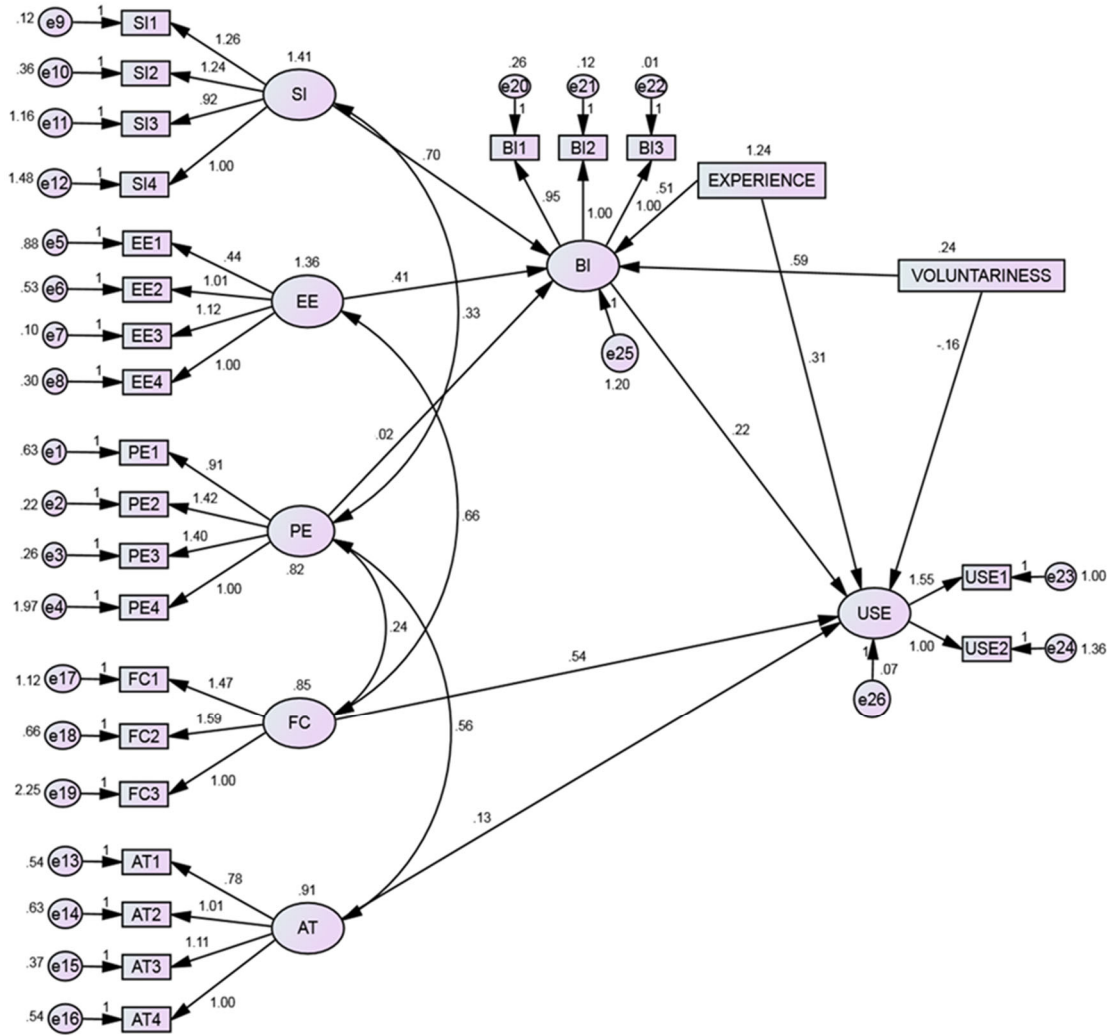 .12 e9 1 SI1
1.26
1.41
.36 e10 1 SI2
1.24
SI
1.16 e11 1 SI3
.92
1.48 e12 1 SI4
1.00
.26 .12 .01
e20 e21 e22
1 1 1
BI1 BI2 BI3
.95 1.00 1.00
.70
1.24
EXPERIENCE
.51
BI
.24
VOLUNTARINESS
.59
.88 e5 1 EE1
.44
1.36
.53 e6 1 EE2
1.01
EE
.41
.10 e7 1 EE3
1.12
.30 e8 1 EE4
1.00
.33
1
e25
1.20
.31
-.16
.63 e1 1 PE1
.91
.02
.22
.22 e2 1 PE2
1.42
PE
.82
.26 e3 1 PE3
1.40
1.97 e4 1 PE4
1.00
.66
.24
USE
1.55 USE1 1 e23 1.00
1.00 USE2 1 e24 1.36
1 .07
e26
1.12 e17 1 FC1
1.47
.85
.54
.66 e18 1 FC2
1.59
FC
.56
2.25 e19 1 FC3
1.00
.13
.54 e13 1 AT1
.78
.91
.63 e14 1 AT2
1.01
AT
.37 e15 1 AT3
1.11
.54 e16 1 AT4
1.00